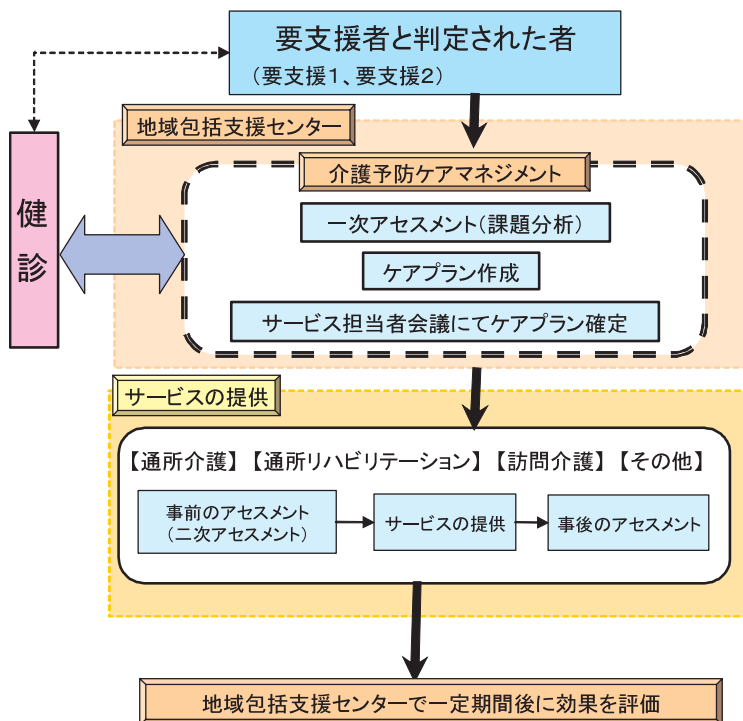 要支援者と判定された者
（要支援1、要支援2）
地域包括支援センター
介護予防ケアマネジメント
健診
一次アセスメント（課題分析）
ケアプラン作成
サービス担当者会議にてケアプラン確定
サービスの提供
【通所介護】【通所リハビリテーション】【訪問介護】【その他】
事前のアセスメント
（二次アセスメント）
サービスの提供
事後のアセスメント
地域包括支援センターで一定期間後に効果を評価